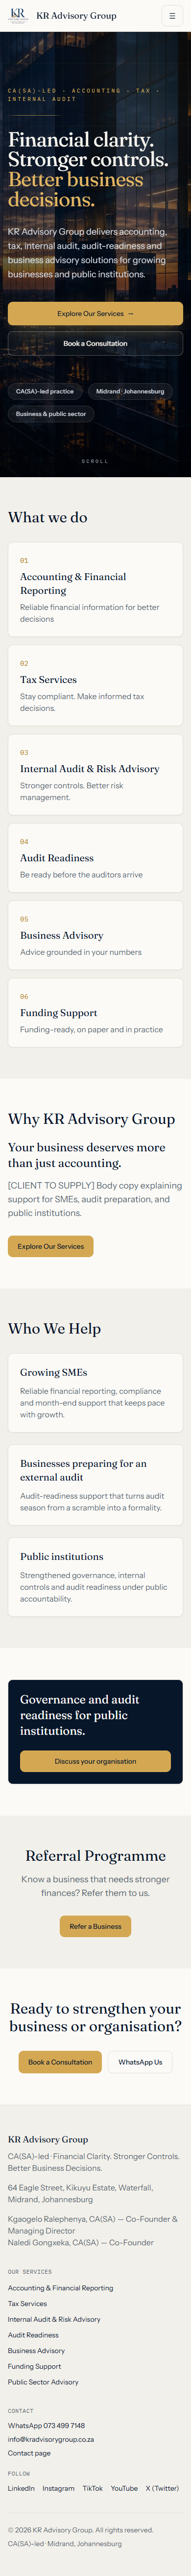 KR
KR Advisory Group
☰
CA(SA)-LED · ACCOUNTING · TAX ·
INTERNAL AUDIT
Financial clarity.
Stronger controls.
Better business
decisions.
KR Advisory Group delivers accounting,
tax, internal audit, audit-readiness and
business advisory solutions for growing
businesses and public institutions.
Explore Our Services →
Book a Consultation
CA(SA)-led practice
Midrand · Johannesburg
Business & public sector
SCROLL
What we do
01
Accounting & Financial
Reporting
Reliable financial information for better
decisions
02
Tax Services
Stay compliant. Make informed tax
decisions.
03
Internal Audit & Risk Advisory
Stronger controls. Better risk
management.
04
Audit Readiness
Be ready before the auditors arrive
05
Business Advisory
Advice grounded in your numbers
06
Funding Support
Funding-ready, on paper and in practice
Why KR Advisory Group
Your business deserves more
than just accounting.
[CLIENT TO SUPPLY] Body copy explaining
support for SMEs, audit preparation, and
public institutions.
Explore Our Services
Who We Help
Growing SMEs
Reliable financial reporting, compliance
and month-end support that keeps pace
with growth.
Businesses preparing for an
external audit
Audit-readiness support that turns audit
season from a scramble into a formality.
Public institutions
Strengthened governance, internal
controls and audit readiness under public
accountability.
Governance and audit
readiness for public
institutions.
Discuss your organisation
Referral Programme
Know a business that needs stronger
finances? Refer them to us.
Refer a Business
Ready to strengthen your
business or organisation?
Book a Consultation
WhatsApp Us
KR Advisory Group
CA(SA)-led · Financial Clarity. Stronger Controls.
Better Business Decisions.
64 Eagle Street, Kikuyu Estate, Waterfall,
Midrand, Johannesburg
Kgaogelo Ralephenya, CA(SA) — Co-Founder &
Managing Director
Naledi Gongxeka, CA(SA) — Co-Founder
OUR SERVICES
Accounting & Financial Reporting
Tax Services
Internal Audit & Risk Advisory
Audit Readiness
Business Advisory
Funding Support
Public Sector Advisory
CONTACT
WhatsApp 073 499 7148
info@kradvisorygroup.co.za
Contact page
FOLLOW
LinkedIn Instagram TikTok YouTube X (Twitter)
© 2026 KR Advisory Group. All rights reserved.
CA(SA)-led · Midrand, Johannesburg